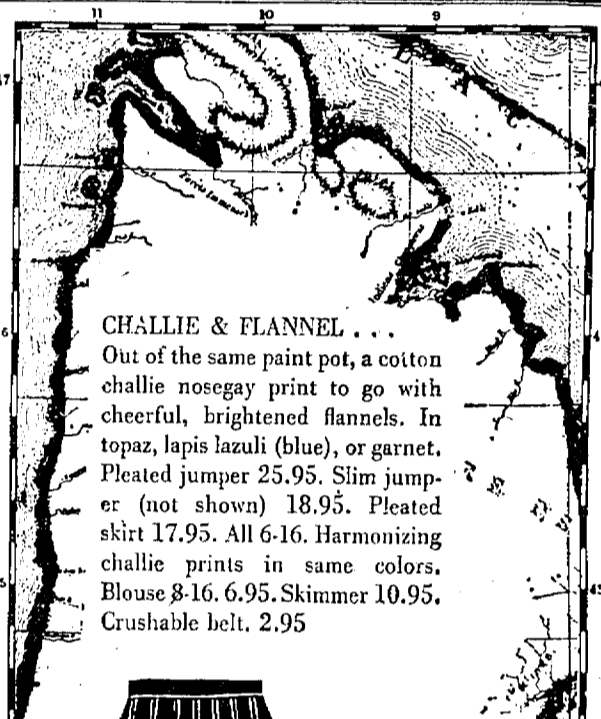 11 10 9
17
CHALLIE & FLANNEL . . .
Out of the same paint pot, a cotton
challie nosegay print to go with
cheerful, brightened flannels. In
topaz, lapis lazuli (blue), or garnet.
Pleated jumper 25.95. Slim jump-
er (not shown) 18.95. Pleated
skirt 17.95. All 6-16. Harmonizing
challie prints in same colors.
Blouse 8-16. 6.95. Skimmer 10.95.
Crushable belt. 2.95